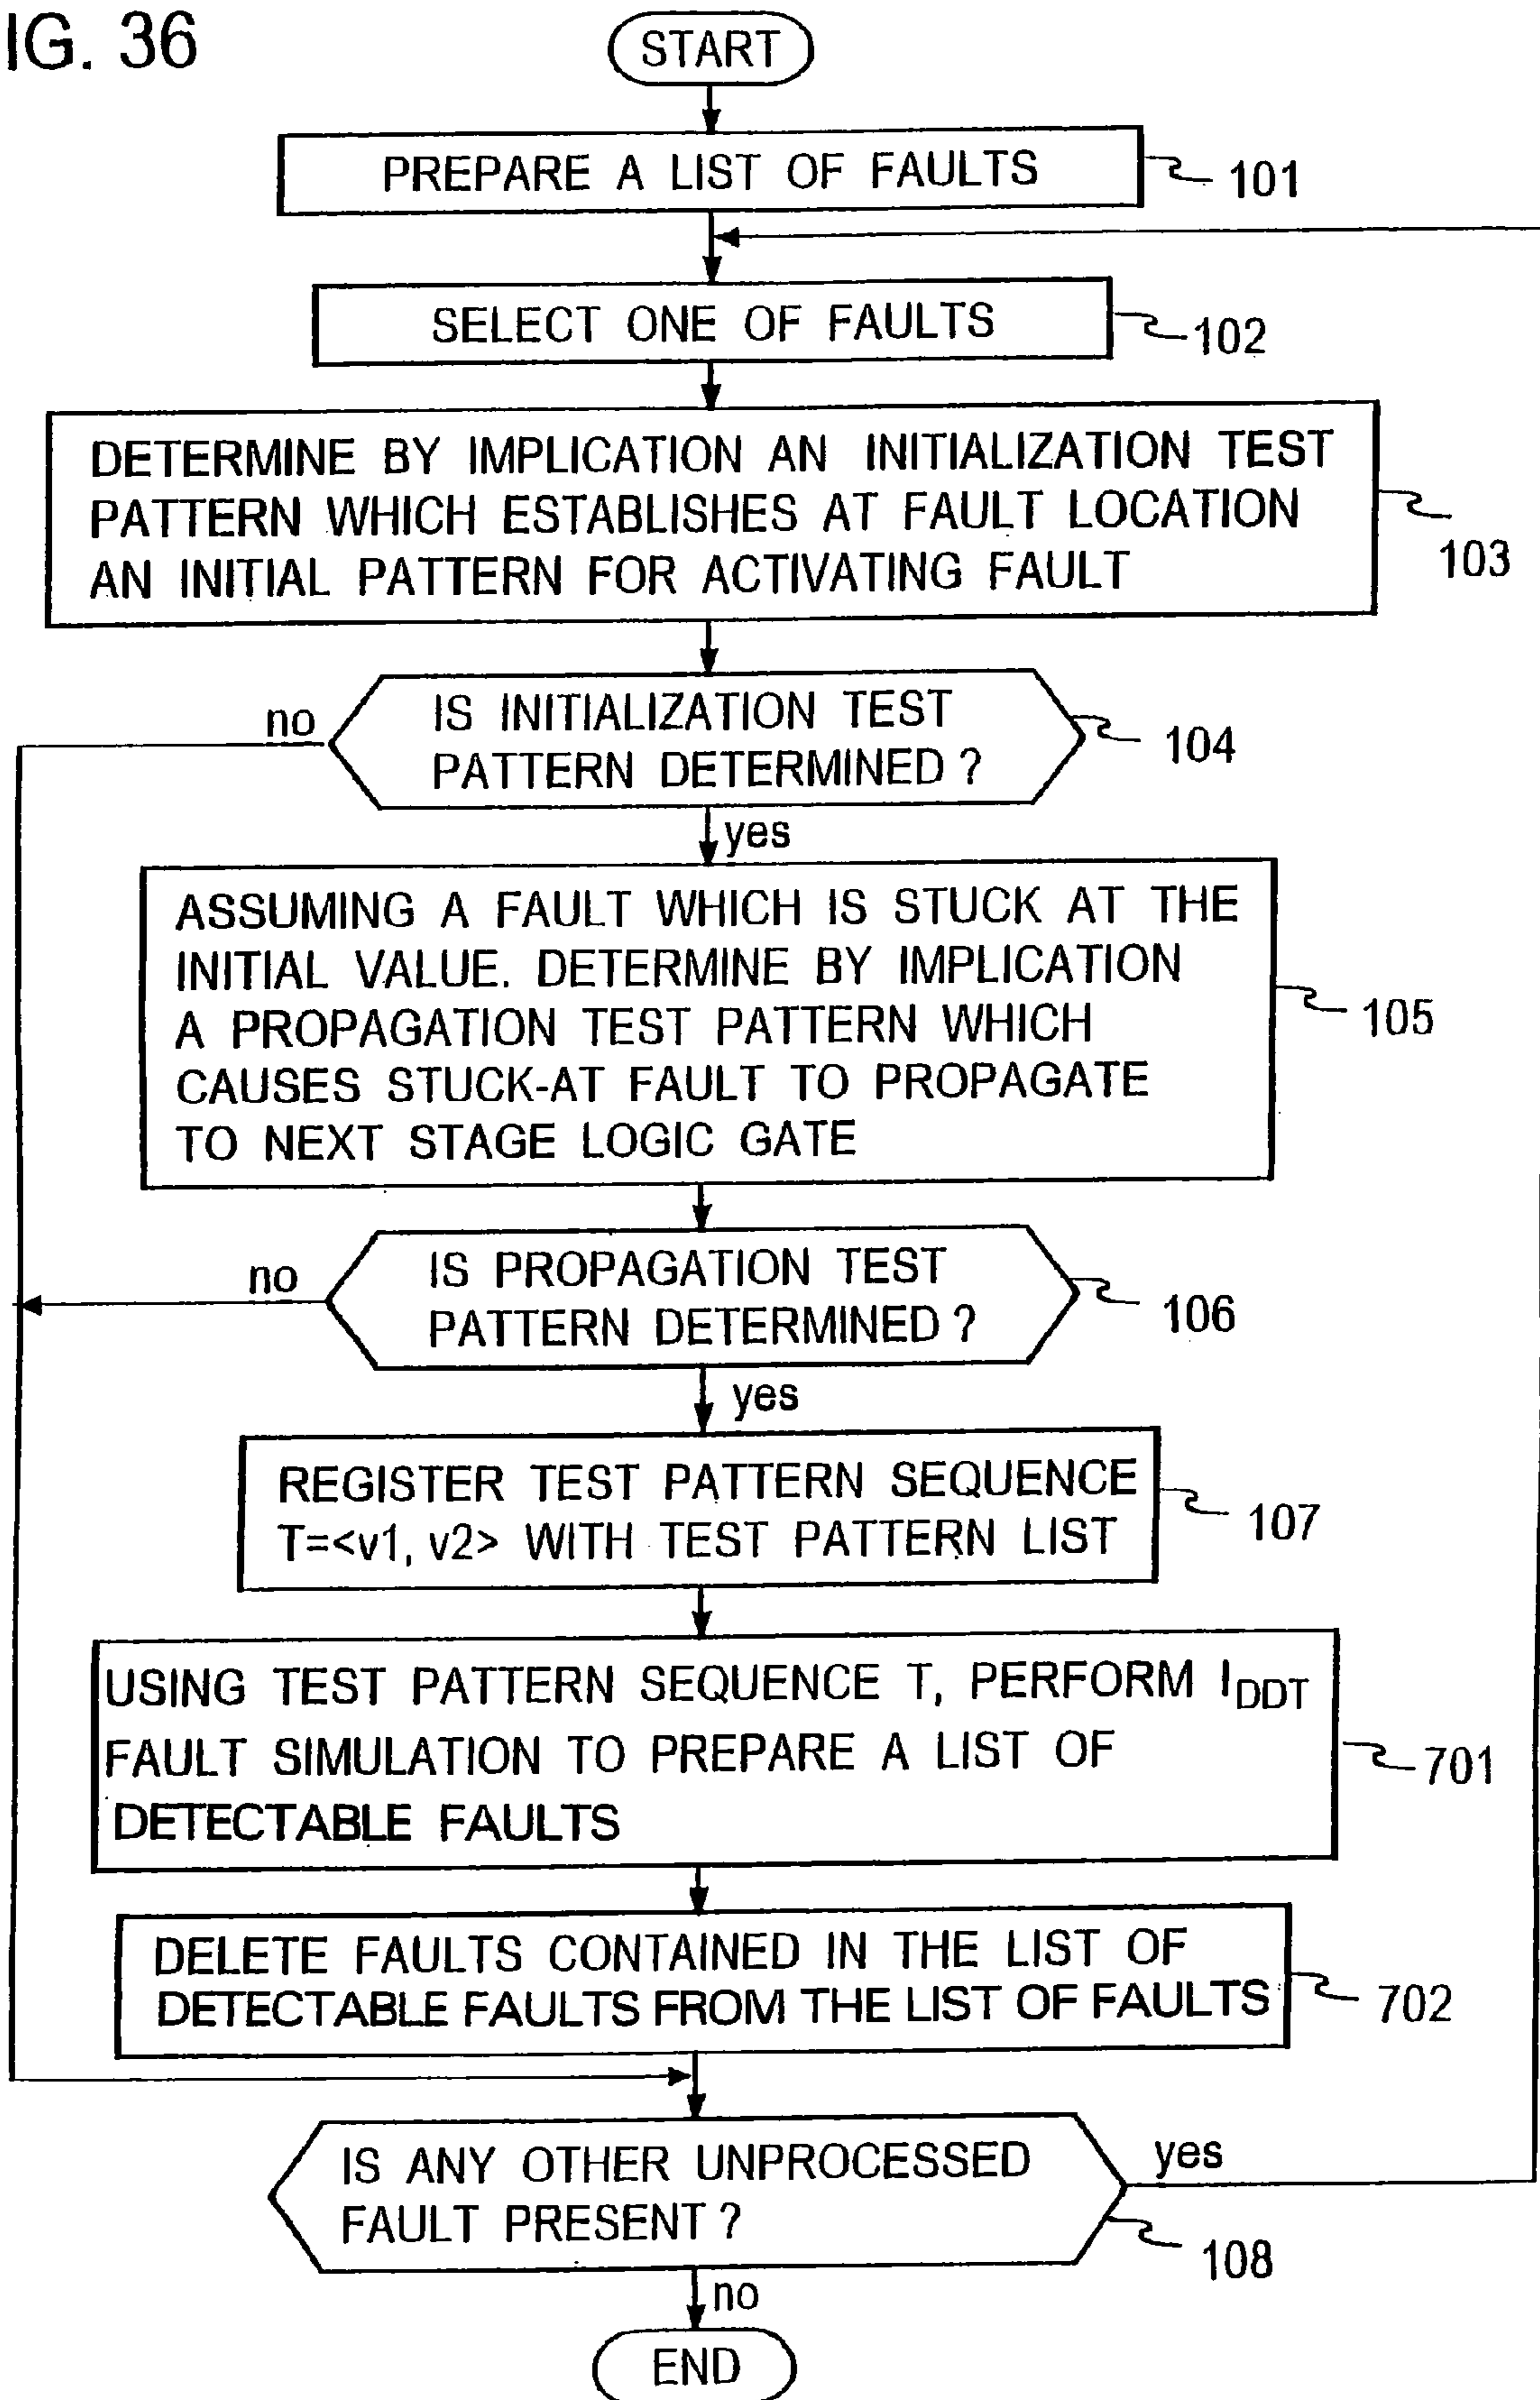 IG. 36
START
PREPARE A LIST OF FAULTS
101
SELECT ONE OF FAULTS
102
DETERMINE BY IMPLICATION AN INITIALIZATION TEST
PATTERN WHICH ESTABLISHES AT FAULT LOCATION
AN INITIAL PATTERN FOR ACTIVATING FAULT
103
no
IS INITIALIZATION TEST
PATTERN DETERMINED ?
104
yes
ASSUMING A FAULT WHICH IS STUCK AT THE
INITIAL VALUE. DETERMINE BY IMPLICATION
A PROPAGATION TEST PATTERN WHICH
CAUSES STUCK-AT FAULT TO PROPAGATE
TO NEXT STAGE LOGIC GATE
105
no
IS PROPAGATION TEST
PATTERN DETERMINED ?
106
yes
REGISTER TEST PATTERN SEQUENCE
T=<v1, v2> WITH TEST PATTERN LIST
107
USING TEST PATTERN SEQUENCE T, PERFORM IDDT
FAULT SIMULATION TO PREPARE A LIST OF
DETECTABLE FAULTS
701
DELETE FAULTS CONTAINED IN THE LIST OF
DETECTABLE FAULTS FROM THE LIST OF FAULTS
702
IS ANY OTHER UNPROCESSED
FAULT PRESENT ?
yes
108
no
END